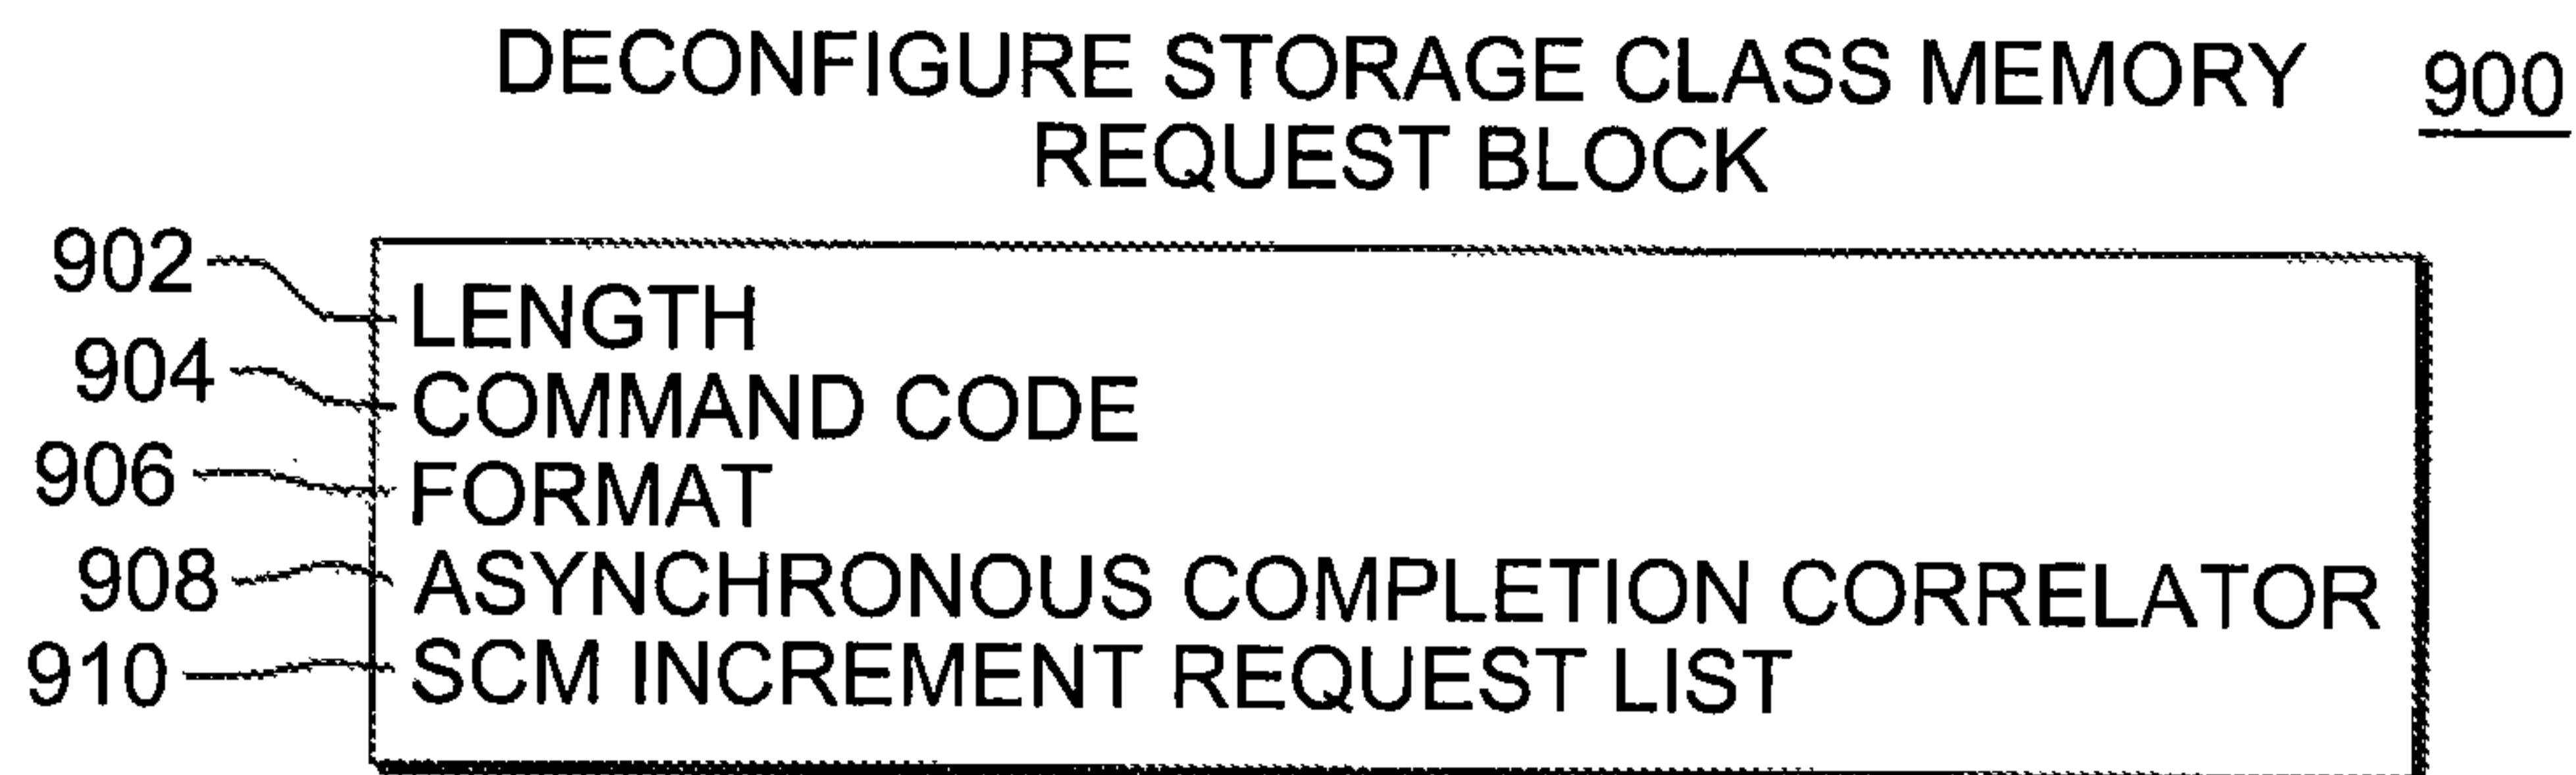 DECONFIGURE STORAGE CLASS MEMORY 900
REQUEST BLOCK
902 LENGTH
904 COMMAND CODE
906 FORMAT
908 ASYNCHRONOUS COMPLETION CORRELATOR
910 SCM INCREMENT REQUEST LIST